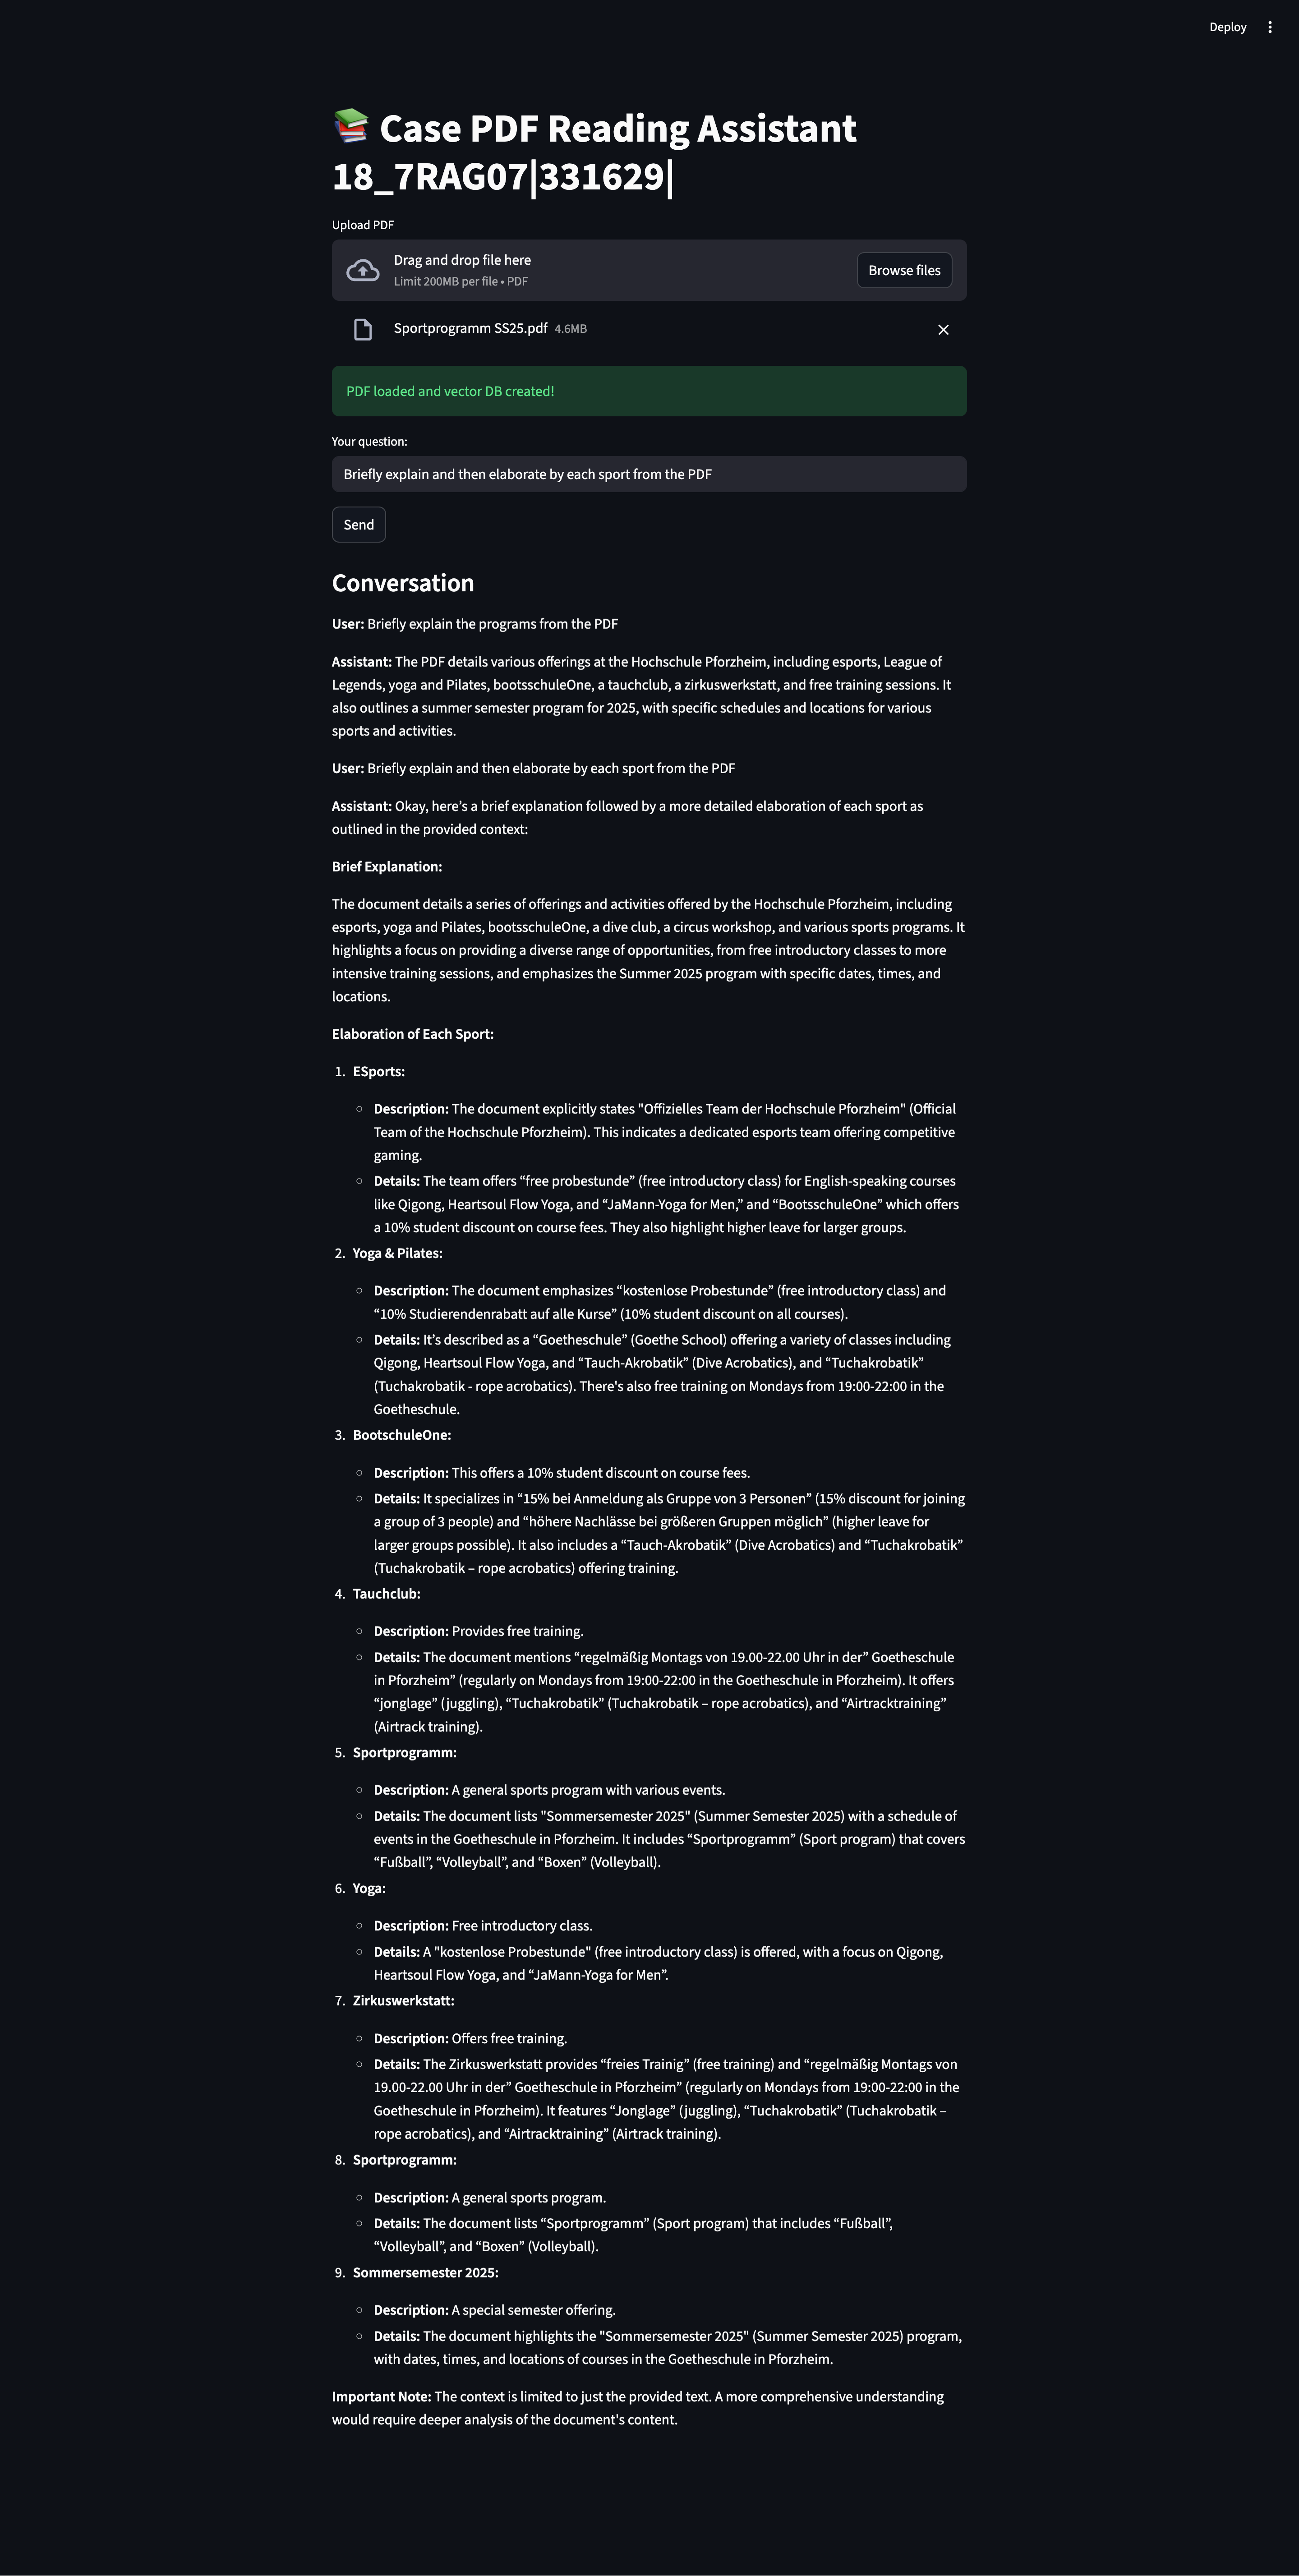 Deploy
📚 Case PDF Reading Assistant
18_7RAG07|331629|
Upload PDF
Drag and drop file here
Limit 200MB per file • PDF
Browse files
Sportprogramm SS25.pdf 4.6MB
PDF loaded and vector DB created!
Your question:
Briefly explain and then elaborate by each sport from the PDF
Send
Conversation
User: Briefly explain the programs from the PDF
Assistant: The PDF details various offerings at the Hochschule Pforzheim, including esports, League of
Legends, yoga and Pilates, bootsschuleOne, a tauchclub, a zirkuswerkstatt, and free training sessions. It
also outlines a summer semester program for 2025, with specific schedules and locations for various
sports and activities.
User: Briefly explain and then elaborate by each sport from the PDF
Assistant: Okay, here’s a brief explanation followed by a more detailed elaboration of each sport as
outlined in the provided context:
Brief Explanation:
The document details a series of offerings and activities offered by the Hochschule Pforzheim, including
esports, yoga and Pilates, bootsschuleOne, a dive club, a circus workshop, and various sports programs. It
highlights a focus on providing a diverse range of opportunities, from free introductory classes to more
intensive training sessions, and emphasizes the Summer 2025 program with specific dates, times, and
locations.
Elaboration of Each Sport:
1. ESports:
○ Description: The document explicitly states "Offizielles Team der Hochschule Pforzheim" (Official
Team of the Hochschule Pforzheim). This indicates a dedicated esports team offering competitive
gaming.
○ Details: The team offers “free probestunde” (free introductory class) for English-speaking courses
like Qigong, Heartsoul Flow Yoga, and “JaMann-Yoga for Men,” and “BootsschuleOne” which offers
a 10% student discount on course fees. They also highlight higher leave for larger groups.
2. Yoga & Pilates:
○ Description: The document emphasizes “kostenlose Probestunde” (free introductory class) and
“10% Studierendenrabatt auf alle Kurse” (10% student discount on all courses).
○ Details: It’s described as a “Goetheschule” (Goethe School) offering a variety of classes including
Qigong, Heartsoul Flow Yoga, and “Tauch-Akrobatik” (Dive Acrobatics), and “Tuchakrobatik”
(Tuchakrobatik - rope acrobatics). There's also free training on Mondays from 19:00-22:00 in the
Goetheschule.
3. BootschuleOne:
○ Description: This offers a 10% student discount on course fees.
○ Details: It specializes in “15% bei Anmeldung als Gruppe von 3 Personen” (15% discount for joining
a group of 3 people) and “höhere Nachlässe bei größeren Gruppen möglich” (higher leave for
larger groups possible). It also includes a “Tauch-Akrobatik” (Dive Acrobatics) and “Tuchakrobatik”
(Tuchakrobatik – rope acrobatics) offering training.
4. Tauchclub:
○ Description: Provides free training.
○ Details: The document mentions “regelmäßig Montags von 19.00-22.00 Uhr in der” Goetheschule
in Pforzheim” (regularly on Mondays from 19:00-22:00 in the Goetheschule in Pforzheim). It offers
“jonglage” (juggling), “Tuchakrobatik” (Tuchakrobatik – rope acrobatics), and “Airtracktraining”
(Airtrack training).
5. Sportprogramm:
○ Description: A general sports program with various events.
○ Details: The document lists "Sommersemester 2025" (Summer Semester 2025) with a schedule of
events in the Goetheschule in Pforzheim. It includes “Sportprogramm” (Sport program) that covers
“Fußball”, “Volleyball”, and “Boxen” (Volleyball).
6. Yoga:
○ Description: Free introductory class.
○ Details: A "kostenlose Probestunde" (free introductory class) is offered, with a focus on Qigong,
Heartsoul Flow Yoga, and “JaMann-Yoga for Men”.
7. Zirkuswerkstatt:
○ Description: Offers free training.
○ Details: The Zirkuswerkstatt provides “freies Trainig” (free training) and “regelmäßig Montags von
19.00-22.00 Uhr in der” Goetheschule in Pforzheim” (regularly on Mondays from 19:00-22:00 in the
Goetheschule in Pforzheim). It features “Jonglage” (juggling), “Tuchakrobatik” (Tuchakrobatik –
rope acrobatics), and “Airtracktraining” (Airtrack training).
8. Sportprogramm:
○ Description: A general sports program.
○ Details: The document lists “Sportprogramm” (Sport program) that includes “Fußball”,
“Volleyball”, and “Boxen” (Volleyball).
9. Sommersemester 2025:
○ Description: A special semester offering.
○ Details: The document highlights the "Sommersemester 2025" (Summer Semester 2025) program,
with dates, times, and locations of courses in the Goetheschule in Pforzheim.
Important Note: The context is limited to just the provided text. A more comprehensive understanding
would require deeper analysis of the document's content.